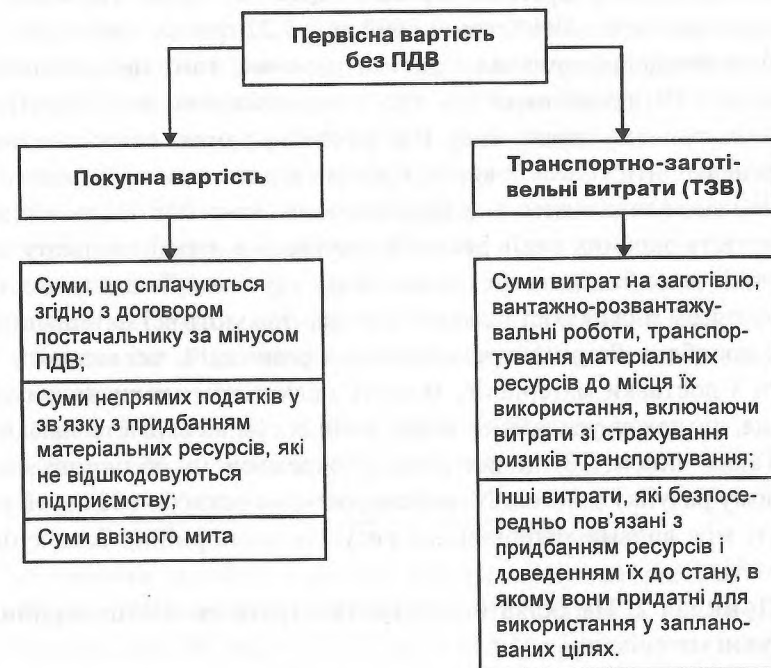 Первісна вартість
без ПДВ
Покупна вартість
Транспортно-заготі-
вельні витрати (ТЗВ)
Суми, що сплачуються
згідно з договором
постачальнику за мінусом
ПДВ;
Суми непрямих податків у
зв'язку з придбанням
матеріальних ресурсів, які
не відшкодовуються
підприємству;
Суми ввізного мита
Суми витрат на заготівлю,
вантажно-розвантажу-
вальні роботи, транспор-
тування матеріальних
ресурсів до місця їх
використання, включаючи
витрати зі страхування
ризиків транспортування;
Інші витрати, які безпосе-
редньо пов'язані з
придбанням ресурсів і
доведенням їх до стану, в
якому вони придатні для
використання у заплано-
ваних цілях.